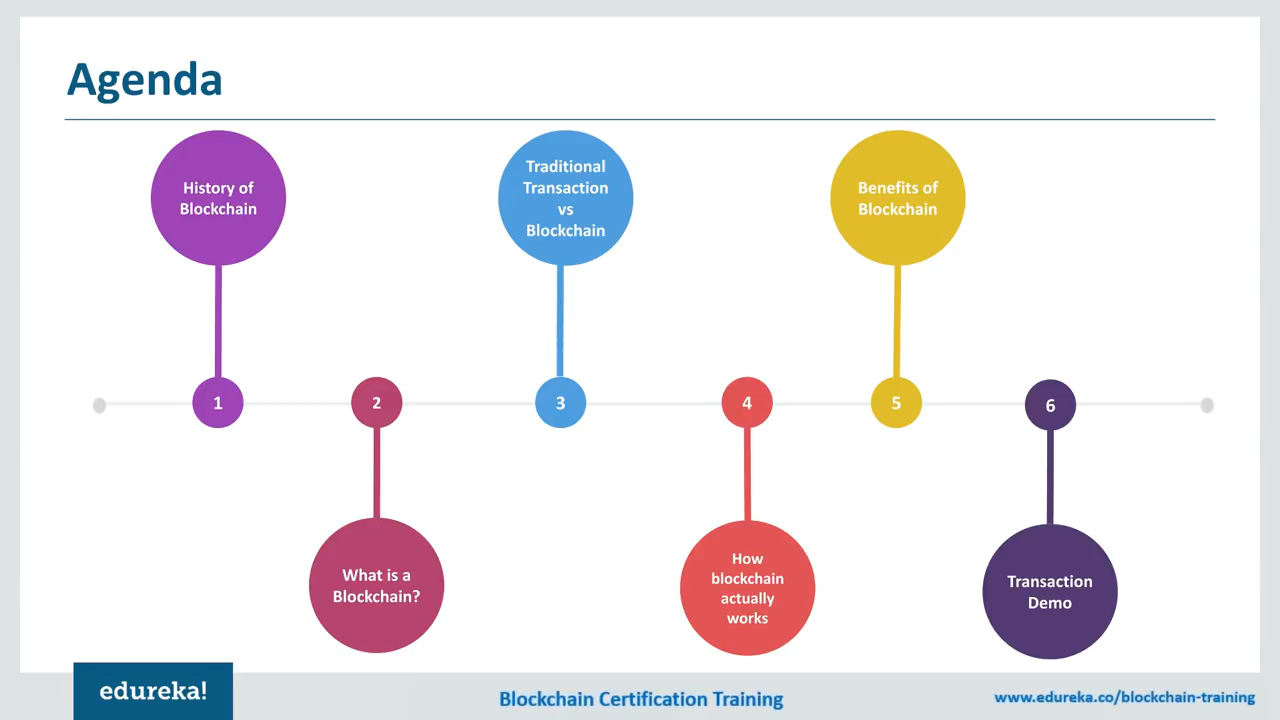 Agenda
History of
Blockchain
Traditional
Transaction
vs
Blockchain
Benefits of
Blockchain
1
2
3
4
5
6
What is a
Blockchain?
How
blockchain
actually
works
Transaction
Demo
edureka!
Blockchain Certification Training
www.edureka.co/blockchain-training